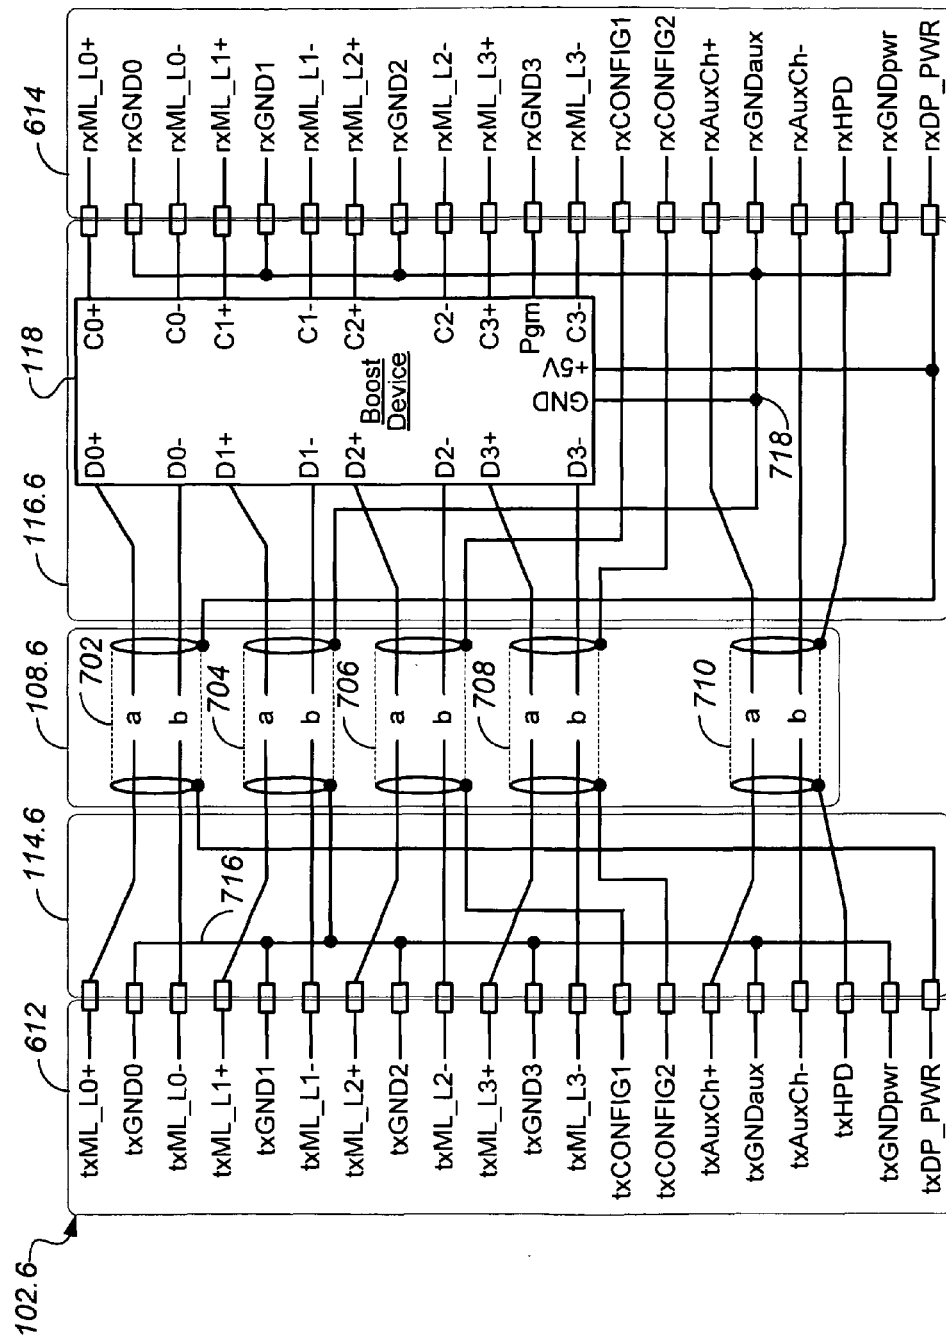 102.6
612
114.6
108.6
116.6
118
614
txML_L0+
txGND0
txML_L0-
txML_L1+
txGND1
txML_L1-
txML_L2+
txGND2
txML_L2-
txML_L3+
txGND3
txML_L3-
txCONFIG1
txCONFIG2
txAuxCh+
txGNDaux
txAuxCh-
txHPD
txGNDpwr
txDP_PWR
716
702
a
b
704
a
b
706
a
b
708
a
b
710
a
b
D0+
D0-
D1+
D1-
D2+
D2-
D3+
D3-
Boost
Device
GND
+5V
C0+
C0-
C1+
C1-
C2+
C2-
C3+
Pgm
C3-
718
rxML_L0+
rxGND0
rxML_L0-
rxML_L1+
rxGND1
rxML_L1-
rxML_L2+
rxGND2
rxML_L2-
rxML_L3+
rxGND3
rxML_L3-
rxCONFIG1
rxCONFIG2
rxAuxCh+
rxGNDaux
rxAuxCh-
rxHPD
rxGNDpwr
rxDP_PWR